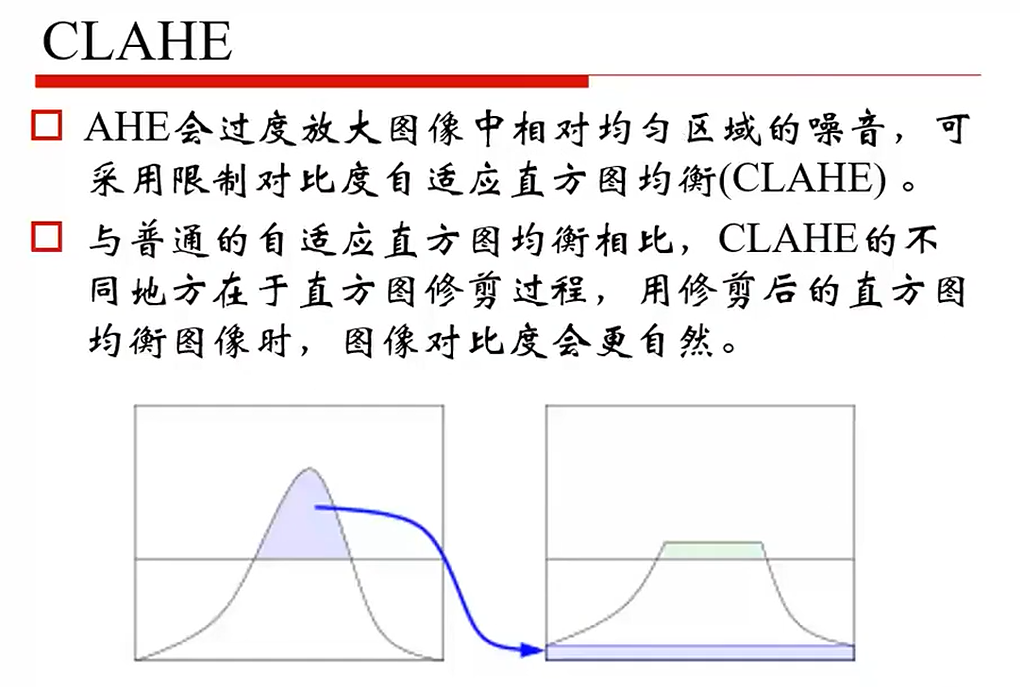 CLAHE
AHE会过度放大图像中相对均匀区域的噪音，可
采用限制对比度自适应直方图均衡(CLAHE) 。
与普通的自适应直方图均衡相比，CLAHE的不
同地方在于直方图修剪过程，用修剪后的直方图
均衡图像时，图像对比度会更自然。